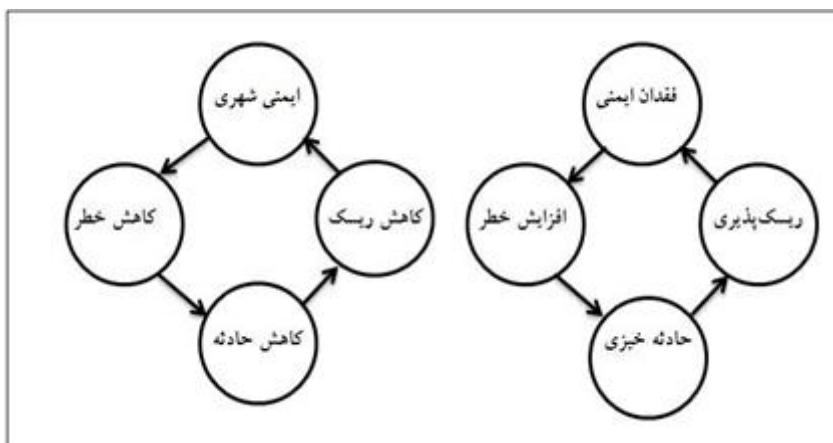 فقدان ایمنی
ریسک‌پذیری
افزایش خطر
حادثه خیزی
ایمنی شهری
کاهش ریسک
کاهش خطر
کاهش حادثه